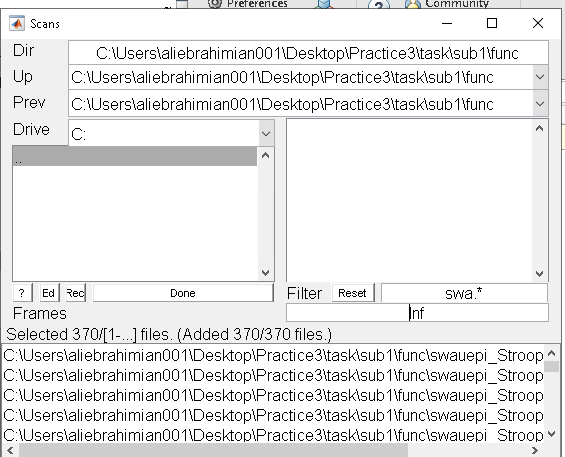 Preferences
Community
Scans
Dir C:\Users\aliebrahimian001\Desktop\Practice3\task\sub1\func
Up C:\Users\aliebrahimian001\Desktop\Practice3\task\sub1\func
Prev C:\Users\aliebrahimian001\Desktop\Practice3\task\sub1\func
Drive C:
..
? Ed Rec Done Filter Reset swa.*
Frames Inf
Selected 370/[1-...] files. (Added 370/370 files.)
C:\Users\aliebrahimian001\Desktop\Practice3\task\sub1\func\swauepi_Stroop
C:\Users\aliebrahimian001\Desktop\Practice3\task\sub1\func\swauepi_Stroop
C:\Users\aliebrahimian001\Desktop\Practice3\task\sub1\func\swauepi_Stroop
C:\Users\aliebrahimian001\Desktop\Practice3\task\sub1\func\swauepi_Stroop
C:\Users\aliebrahimian001\Desktop\Practice3\task\sub1\func\swauepi_Stroop